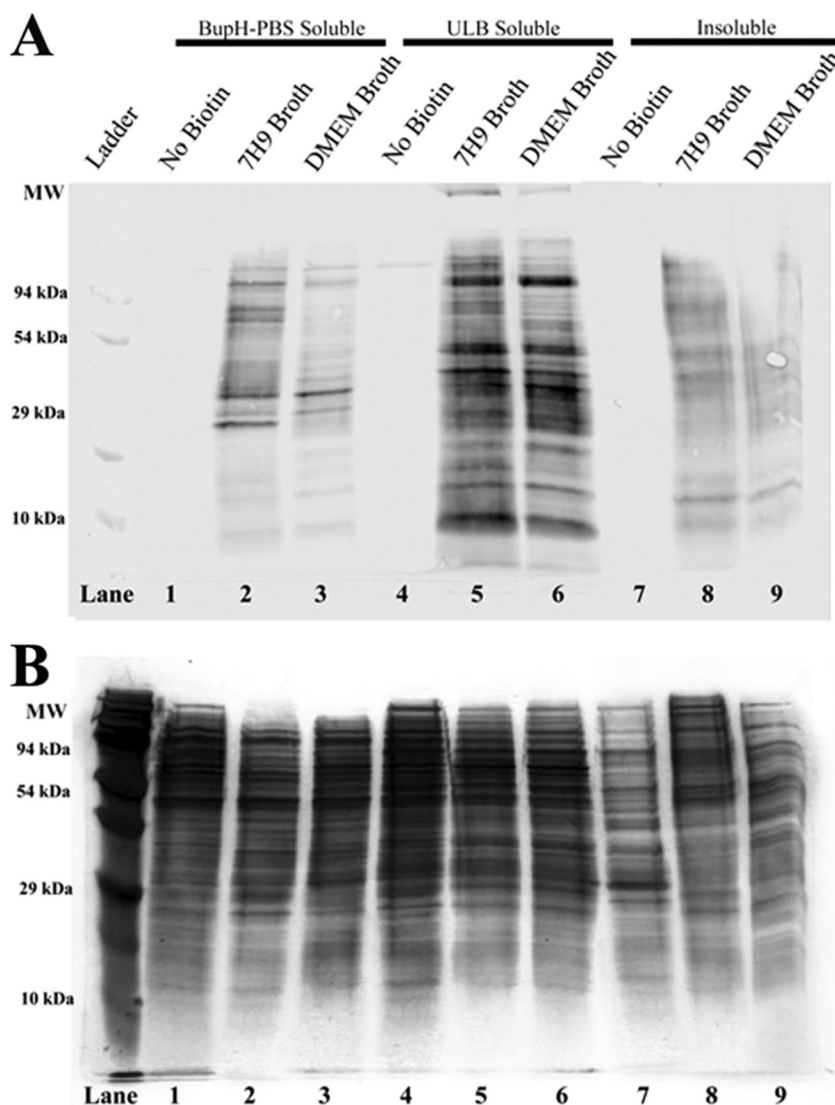 A
BupH-PBS Soluble ULB Soluble Insoluble
Ladder No Biotin 7H9 Broth DMEM Broth No Biotin 7H9 Broth DMEM Broth No Biotin 7H9 Broth DMEM Broth
MW
94 kDa
54 kDa
29 kDa
10 kDa
Lane 1 2 3 4 5 6 7 8 9
B
MW
94 kDa
54 kDa
29 kDa
10 kDa
Lane 1 2 3 4 5 6 7 8 9